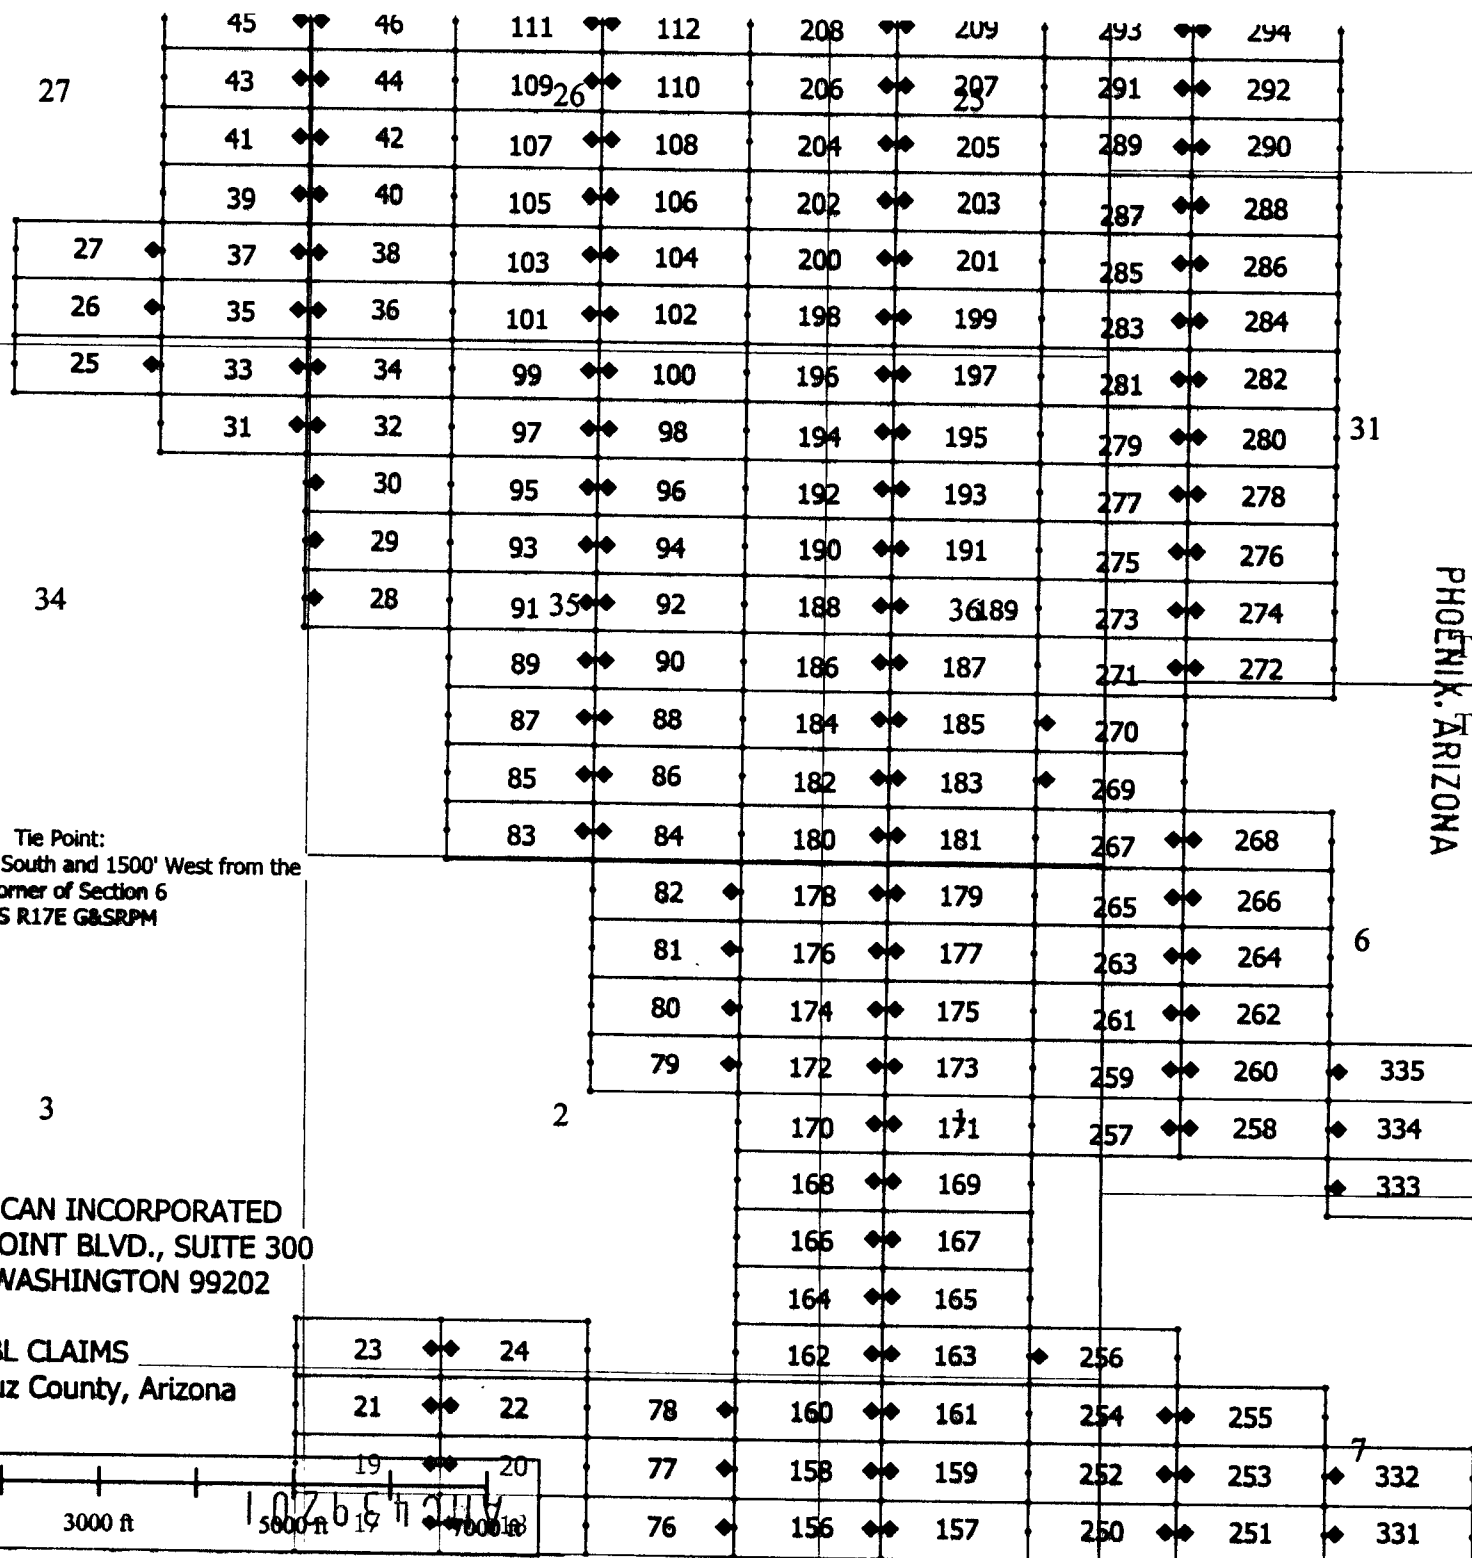 45 46 111 112 208 209 293 294
27 43 44 109 26 110 206 207 25 291 292
41 42 107 108 204 205 289 290
39 40 105 106 202 203 287 288
27 37 38 103 104 200 201 285 286
26 35 36 101 102 198 199 283 284
25 33 34 99 100 196 197 281 282
31 32 97 98 194 195 279 280 31
30 95 96 192 193 277 278
29 93 94 190 191 275 276
34 28 91 35 92 188 36 189 273 274
89 90 186 187 271 272
87 88 184 185 270
85 86 182 183 269
83 84 180 181 267 268
PHOENIX, ARIZONA
Tie Point:
South and 1500' West from the
orner of Section 6
S R17E G&SRPM
82 178 179 265 266
81 176 177 263 264 6
80 174 175 261 262
79 172 173 259 260 335
3 2 170 171 1 257 258 334
168 169 333
166 167
164 165
CAN INCORPORATED
OINT BLVD., SUITE 300
WASHINGTON 99202
23 24 162 163 256
BL CLAIMS
uz County, Arizona
21 22 78 160 161 254 255
19 20 77 158 159 252 253 7 332
17 18 76 156 157 250 251 331
3000 ft 5000 ft 7000 ft